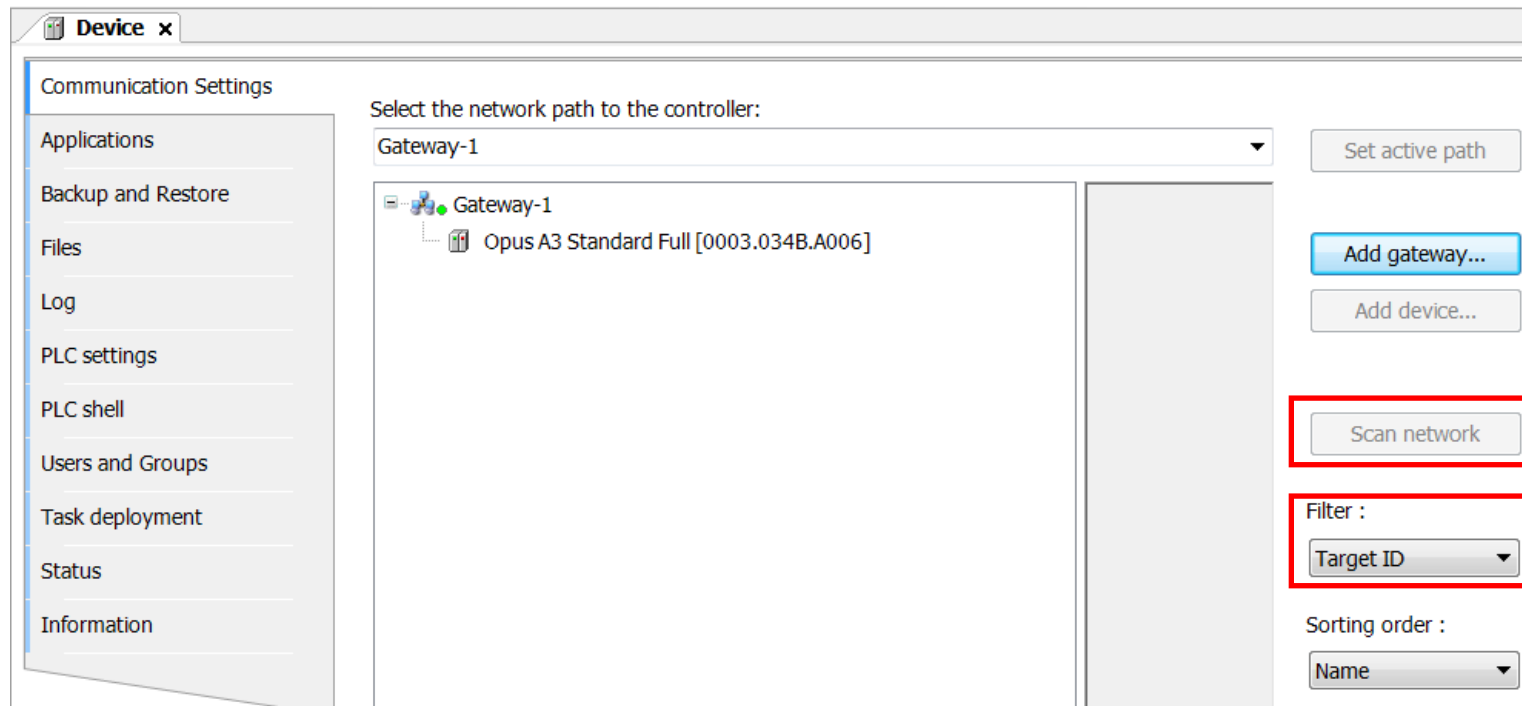 Device x
Communication Settings
Applications
Backup and Restore
Files
Log
PLC settings
PLC shell
Users and Groups
Task deployment
Status
Information
Select the network path to the controller:
Gateway-1
Gateway-1
Opus A3 Standard Full [0003.034B.A006]
Set active path
Add gateway...
Add device...
Scan network
Filter :
Target ID
Sorting order :
Name